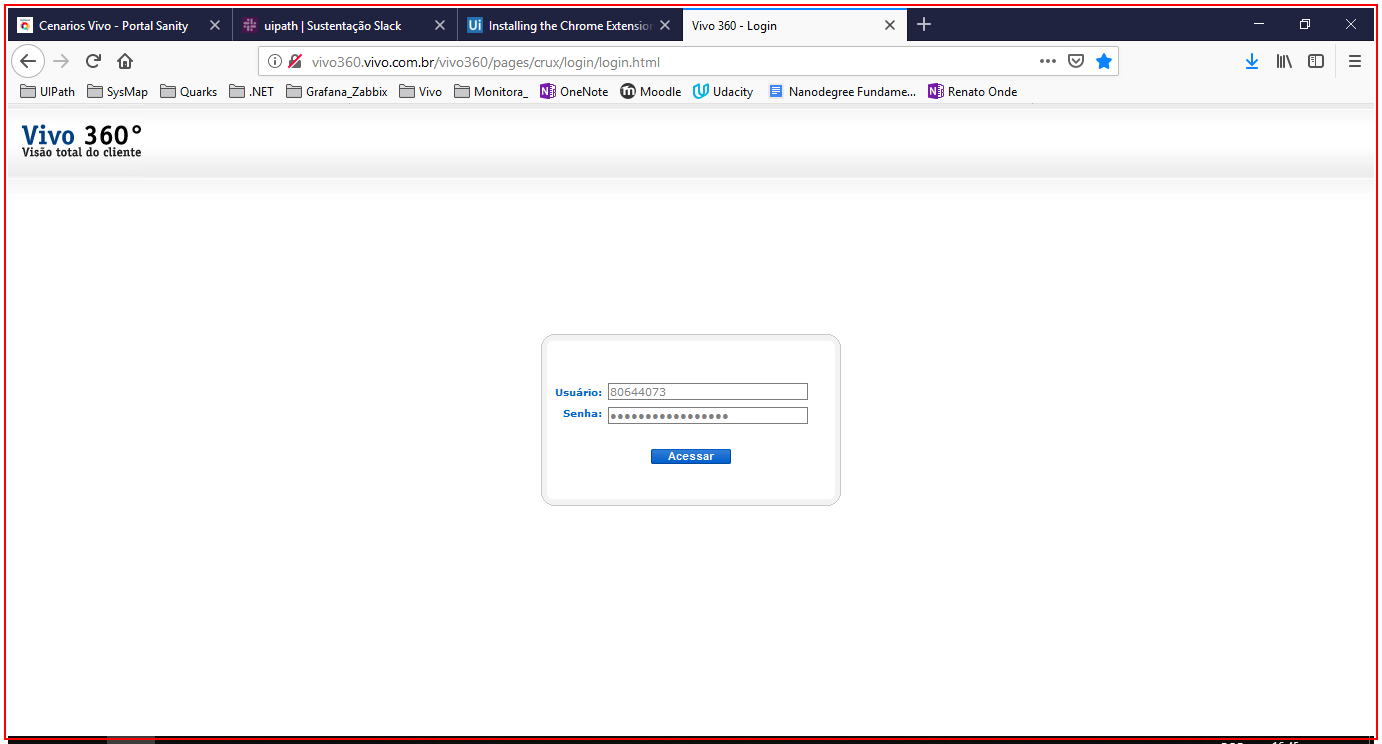 Cenarios Vivo - Portal Sanity
uipath | Sustentação Slack
Ui Installing the Chrome Extension
Vivo 360 - Login
vivo360.vivo.com.br/vivo360/pages/crux/login/login.html
UIPath SysMap Quarks .NET Grafana_Zabbix Vivo Monitora_ OneNote Moodle Udacity Nanodegree Fundame... Renato Onde
Vivo 360°
Visão total do cliente
Usuário: 80644073
Senha: •••••••••••••••••
Acessar